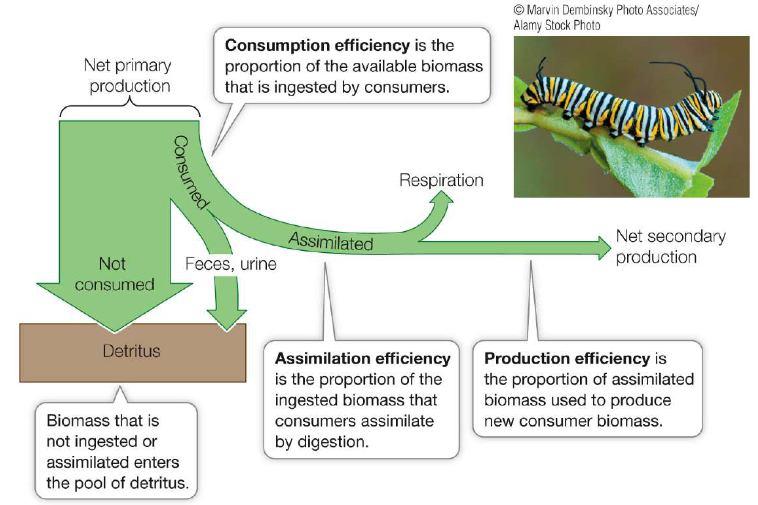 © Marvin Dembinsky Photo Associates/
Alamy Stock Photo
Consumption efficiency is the
proportion of the available biomass
that is ingested by consumers.
Net primary
production
Consumed
Respiration
Assimilated
Net secondary
production
Not
consumed
Feces, urine
Detritus
Assimilation efficiency
is the proportion of the
ingested biomass that
consumers assimilate
by digestion.
Production efficiency is
the proportion of assimilated
biomass used to produce
new consumer biomass.
Biomass that is
not ingested or
assimilated enters
the pool of detritus.